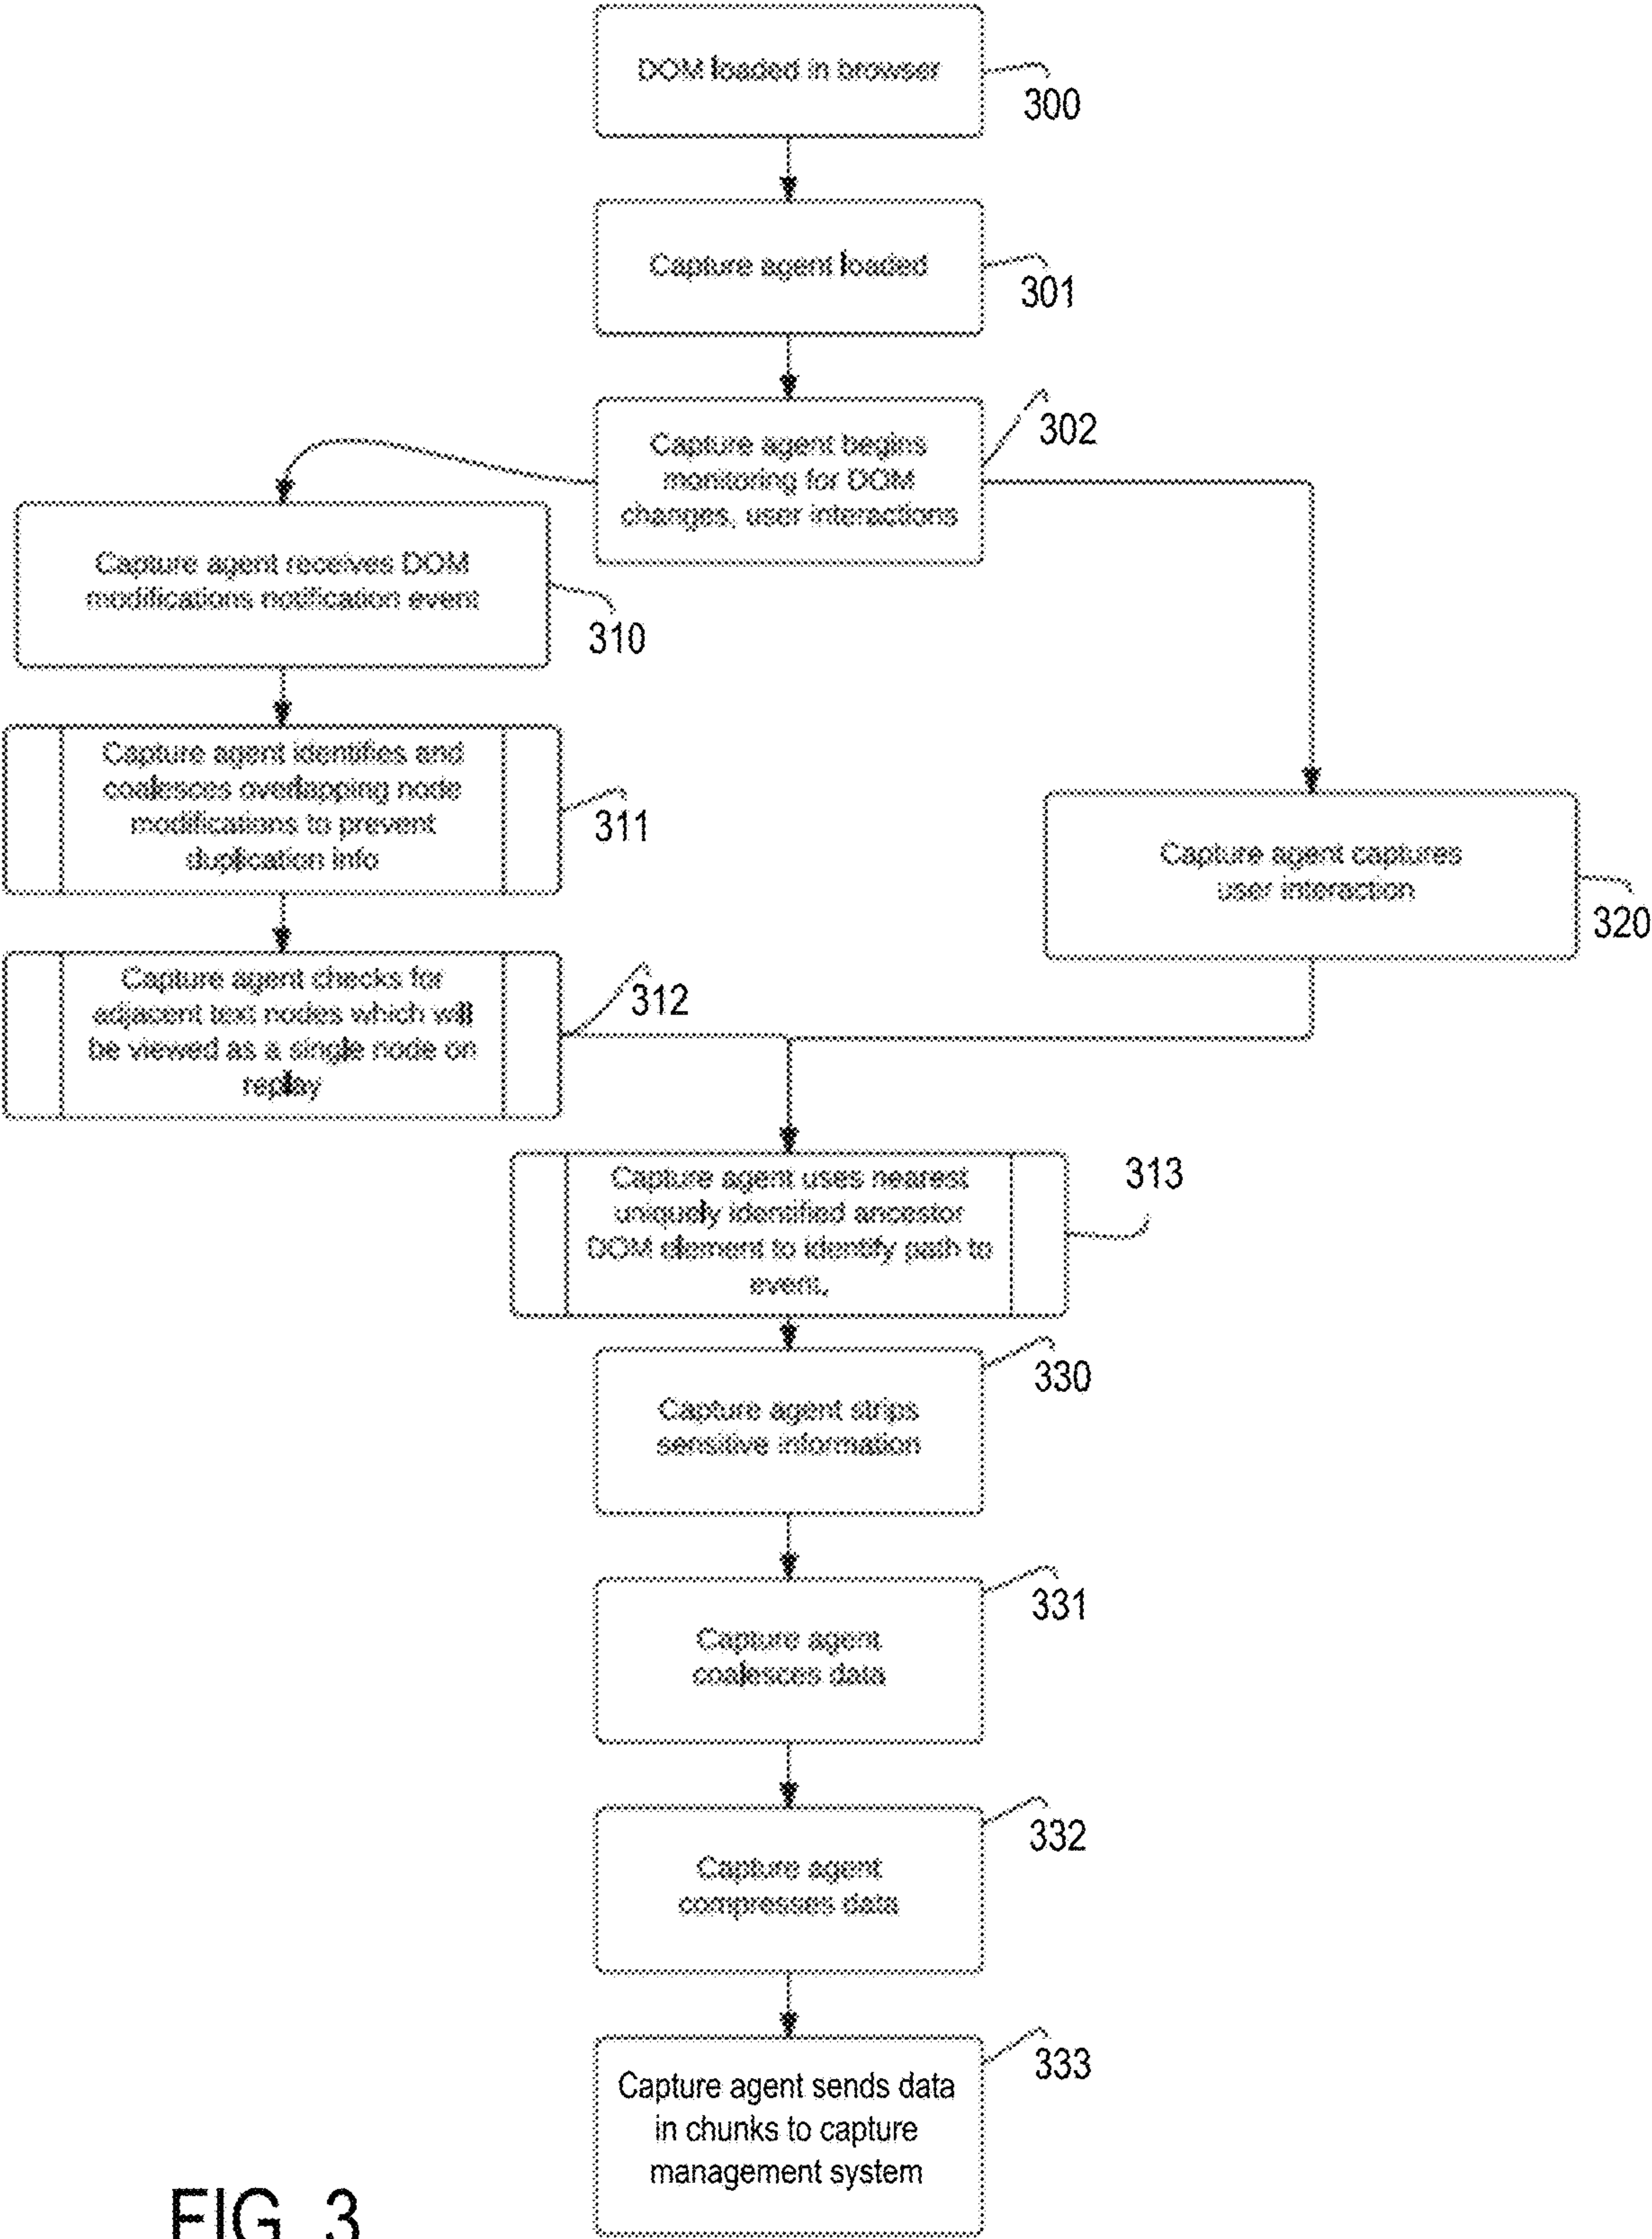 DOM loaded in browser
300
Capture agent loaded
301
Capture agent begins
monitoring for DOM
changes, user interactions
302
Capture agent receives DOM
modifications notification event
310
Capture agent identifies and
coalesces overlapping node
modifications to prevent
duplication info
311
Capture agent captures
user interaction
320
Capture agent checks for
adjacent text nodes which will
be viewed as a single node on
replay
312
Capture agent uses nearest
uniquely identified ancestor
DOM element to identify path to
event,
313
Capture agent strips
sensitive information
330
Capture agent
coalesces data
331
Capture agent
compresses data
332
Capture agent sends data
in chunks to capture
management system
333
FIG. 3